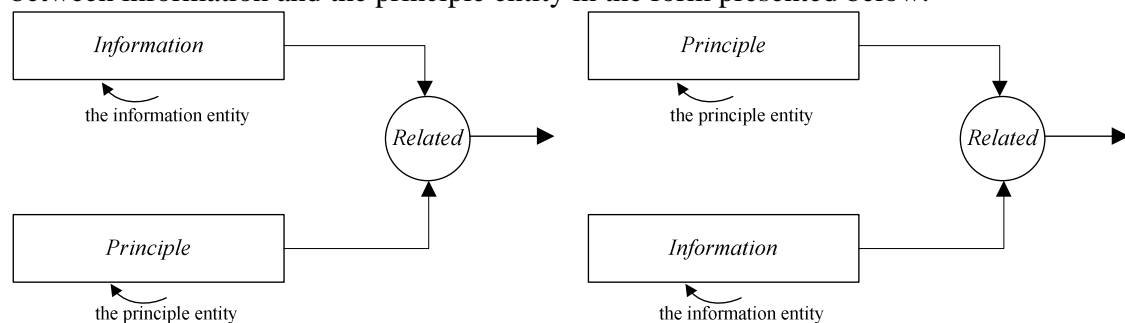 between information and the principle entity in the form presented below.
Information
the information entity
Related
Principle
the principle entity
Principle
the principle entity
Related
Information
the information entity